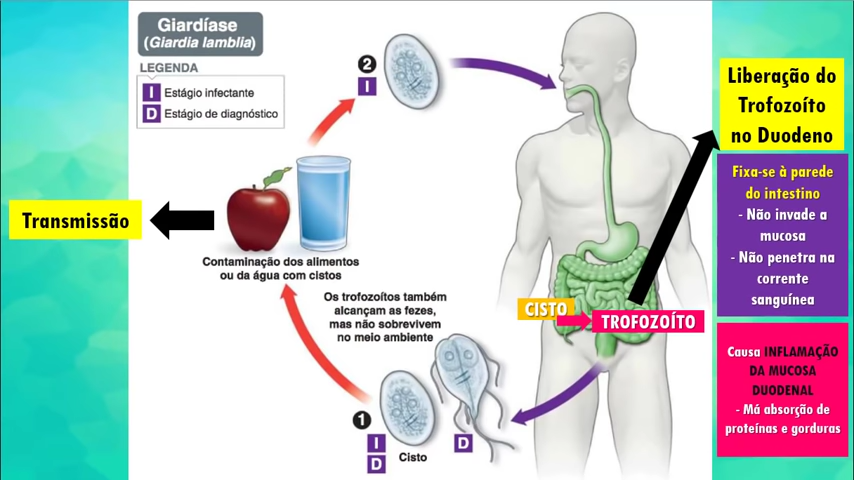 Giardíase
(Giardia lamblia)
LEGENDA
I Estágio infectante
D Estágio de diagnóstico
2
I
Transmissão
Contaminação dos alimentos
ou da água com cistos
Os trofozoítos também
alcançam as fezes,
mas não sobrevivem
no meio ambiente
1
I
D
Cisto
D
CISTO
TROFOZOÍTO
Liberação do
Trofozoíto
no Duodeno
Fixa-se à parede
do intestino
- Não invade a
mucosa
- Não penetra na
corrente
sanguínea
Causa INFLAMAÇÃO
DA MUCOSA
DUODENAL
- Má absorção de
proteínas e gorduras